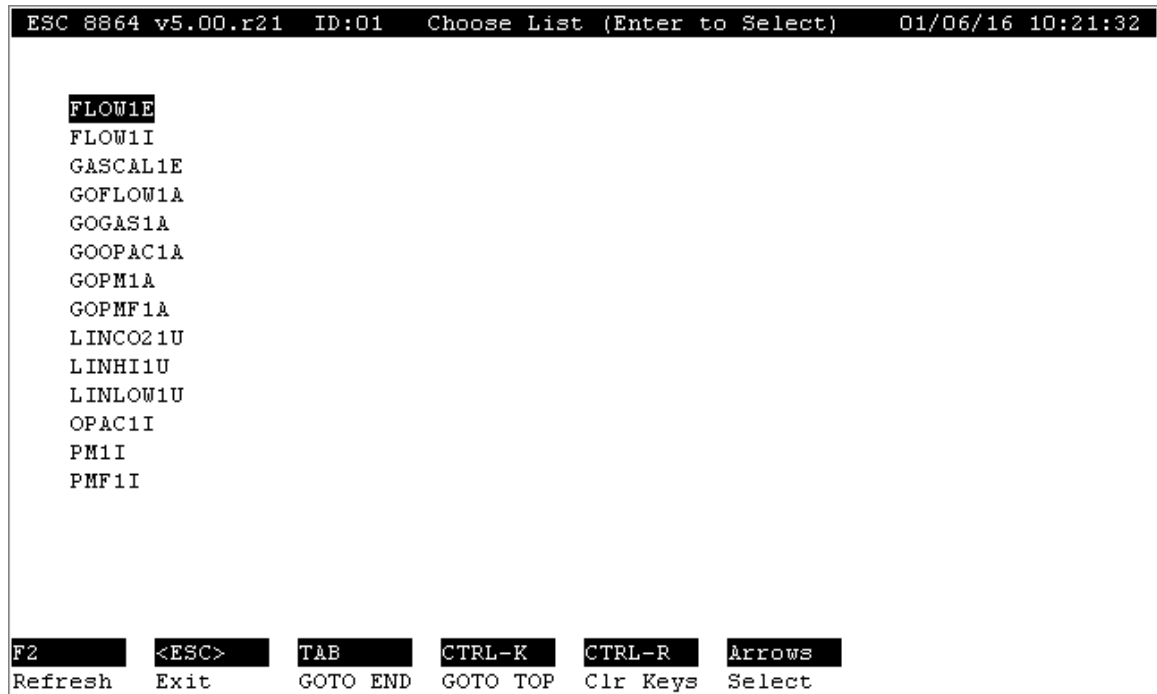 ESC 8864 v5.00.r21 ID:01 Choose List (Enter to Select) 01/06/16 10:21:32
FLOW1E
FLOW1I
GASCAL1E
GOFLOW1A
GOGAS1A
GOOPAC1A
GOPM1A
GOPMF1A
LINCO21U
LINHI1U
LINLOW1U
OPAC1I
PM1I
PMF1I
F2 <ESC> TAB CTRL-K CTRL-R Arrows
Refresh Exit GOTO END GOTO TOP Clr Keys Select